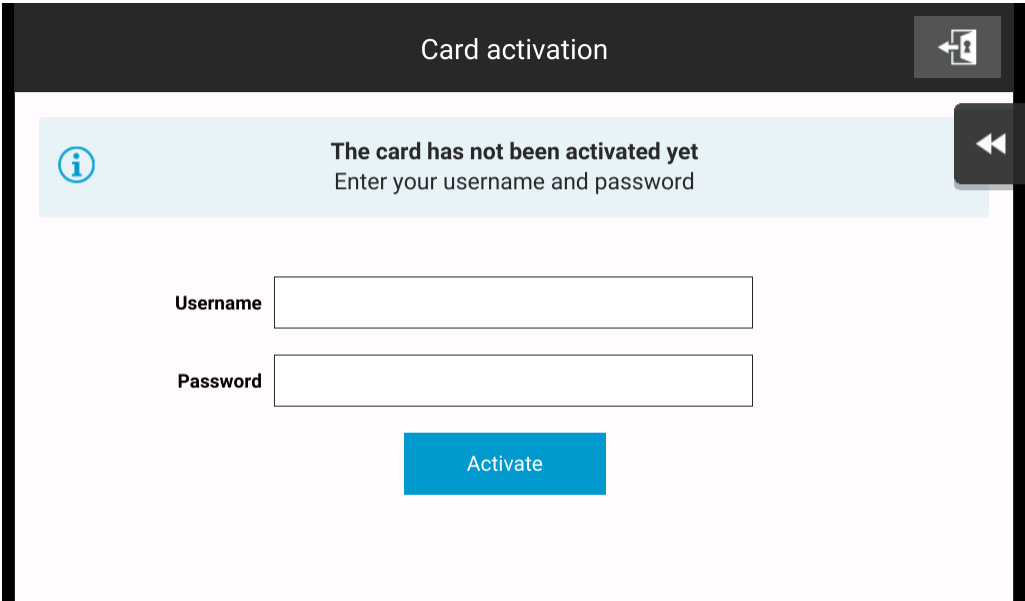 Card activation
The card has not been activated yet
Enter your username and password
Username
Password
Activate